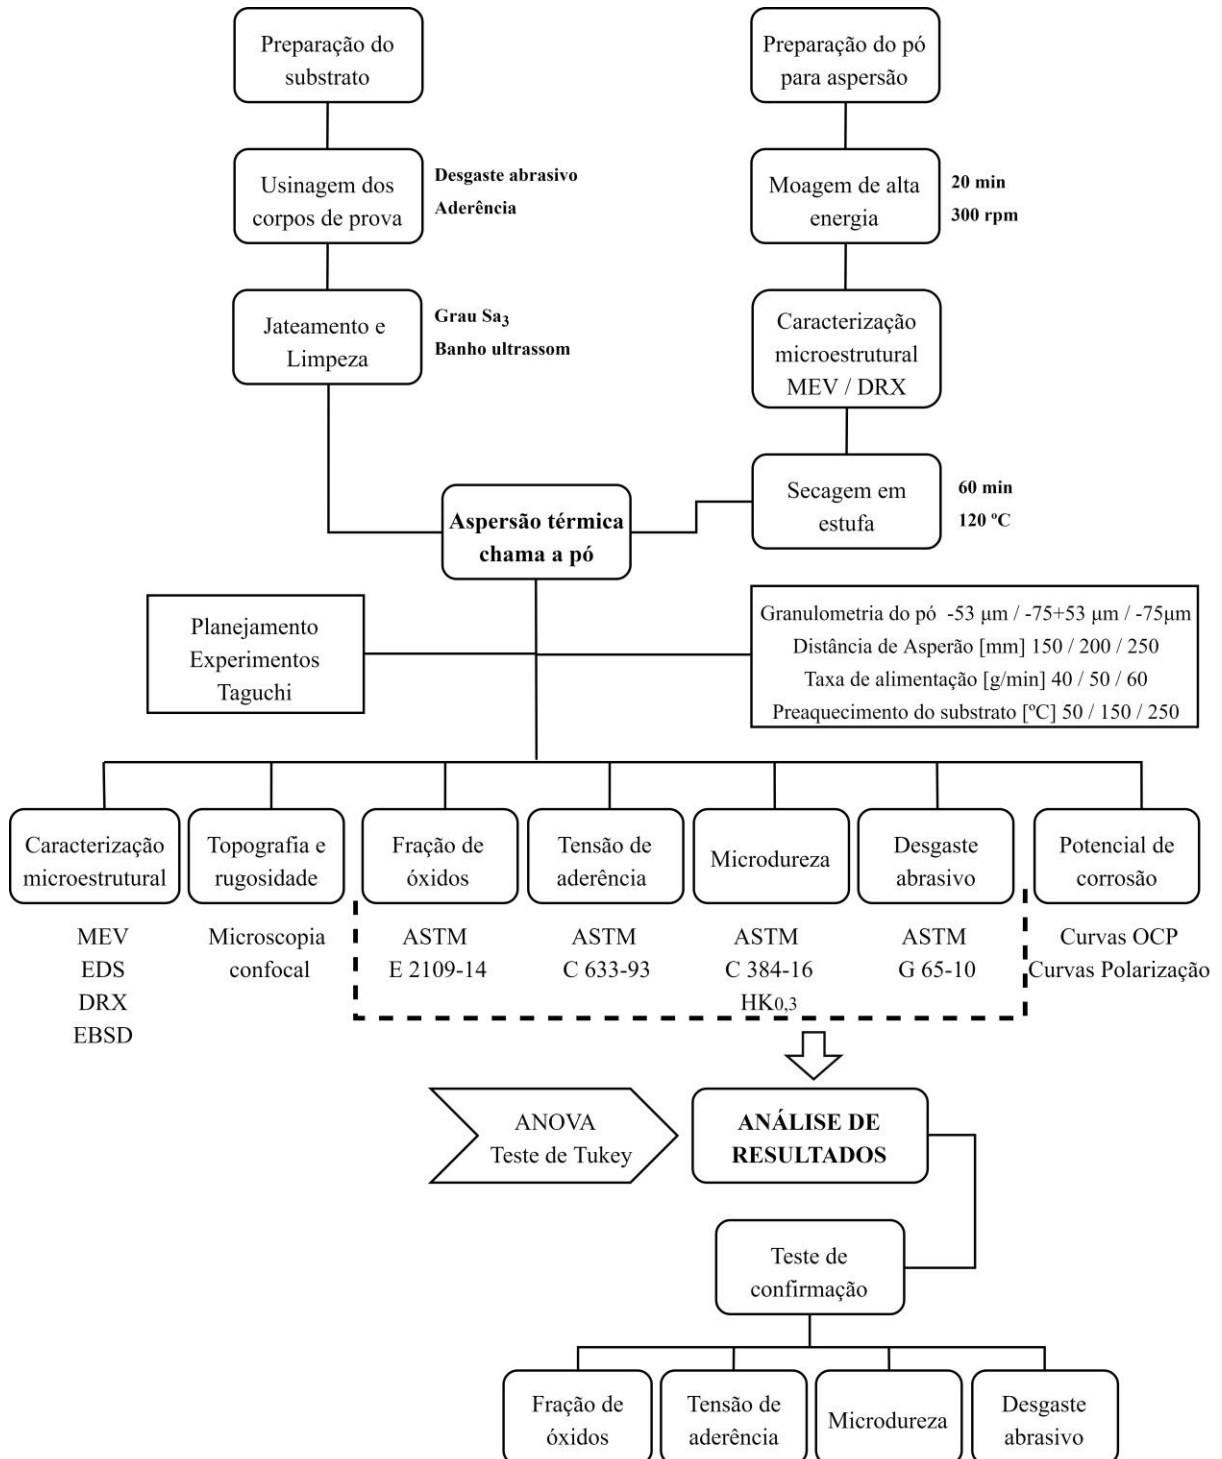 Preparação do
substrato
Preparação do pó
para aspersão
Usinagem dos
corpos de prova
Desgaste abrasivo
Aderência
Moagem de alta
energia
20 min
300 rpm
Jateamento e
Limpeza
Grau Sa3
Banho ultrassom
Caracterização
microestrutural
MEV / DRX
Secagem em
estufa
60 min
120 ºC
Aspersão térmica
chama a pó
Planejamento
Experimentos
Taguchi
Granulometria do pó -53 µm / -75+53 µm / -75µm
Distância de Asperão [mm] 150 / 200 / 250
Taxa de alimentação [g/min] 40 / 50 / 60
Preaquecimento do substrato [ºC] 50 / 150 / 250
Caracterização
microestrutural
MEV
EDS
DRX
EBSD
Topografia e
rugosidade
Microscopia
confocal
Fração de
óxidos
ASTM
E 2109-14
Tensão de
aderência
ASTM
C 633-93
Microdureza
ASTM
C 384-16
HK0,3
Desgaste
abrasivo
ASTM
G 65-10
Potencial de
corrosão
Curvas OCP
Curvas Polarização
ANOVA
Teste de Tukey
ANÁLISE DE
RESULTADOS
Teste de
confirmação
Fração de
óxidos
Tensão de
aderência
Microdureza
Desgaste
abrasivo